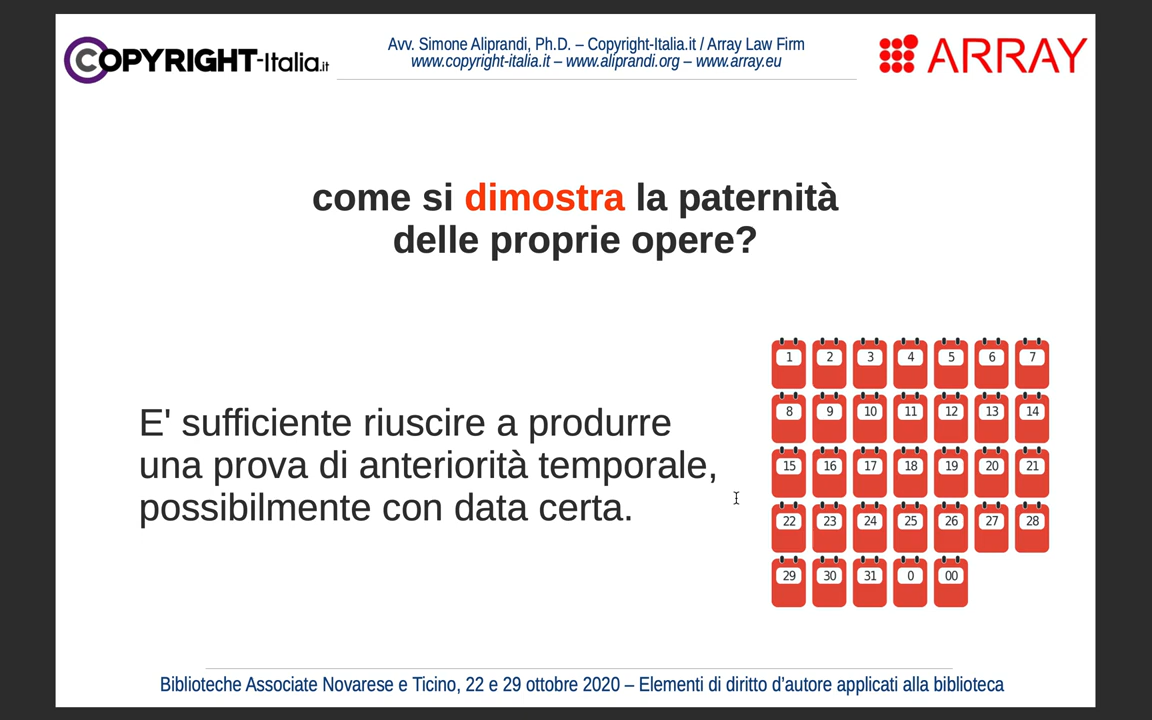 COPYRIGHT-Italia.it
Avv. Simone Aliprandi, Ph.D. – Copyright-Italia.it / Array Law Firm
www.copyright-italia.it – www.aliprandi.org – www.array.eu
ARRAY
come si dimostra la paternità
delle proprie opere?
E' sufficiente riuscire a produrre
una prova di anteriorità temporale,
possibilmente con data certa.
1 2 3 4 5 6 7
8 9 10 11 12 13 14
15 16 17 18 19 20 21
22 23 24 25 26 27 28
29 30 31 0 00
Biblioteche Associate Novarese e Ticino, 22 e 29 ottobre 2020 – Elementi di diritto d’autore applicati alla biblioteca